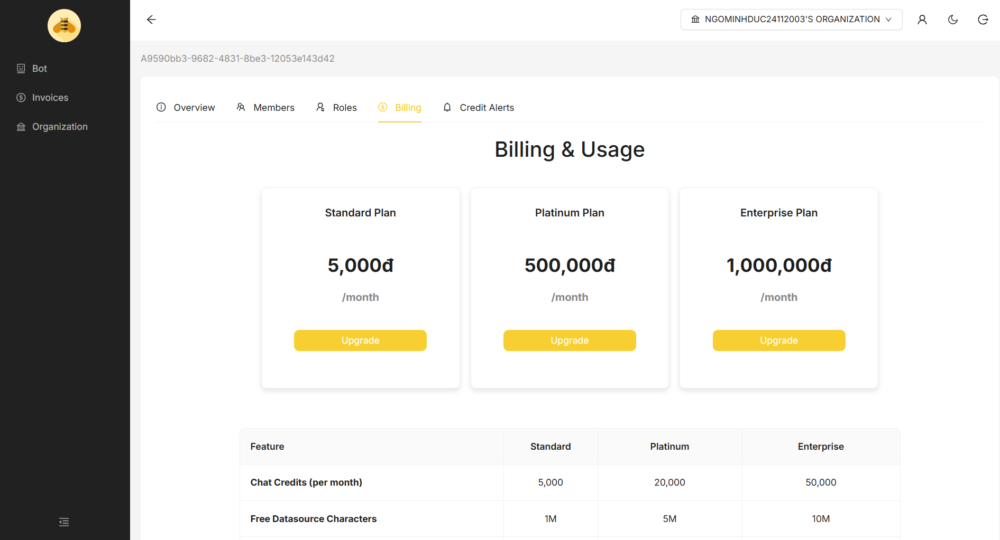 NGOMINHDUC24112003'S ORGANIZATION
Bot
Invoices
Organization
A9590bb3-9682-4831-8be3-12053e143d42
Overview Members Roles Billing Credit Alerts
Billing & Usage
Standard Plan
5,000đ
/month
Upgrade
Platinum Plan
500,000đ
/month
Upgrade
Enterprise Plan
1,000,000đ
/month
Upgrade
Feature Standard Platinum Enterprise
Chat Credits (per month) 5,000 20,000 50,000
Free Datasource Characters 1M 5M 10M